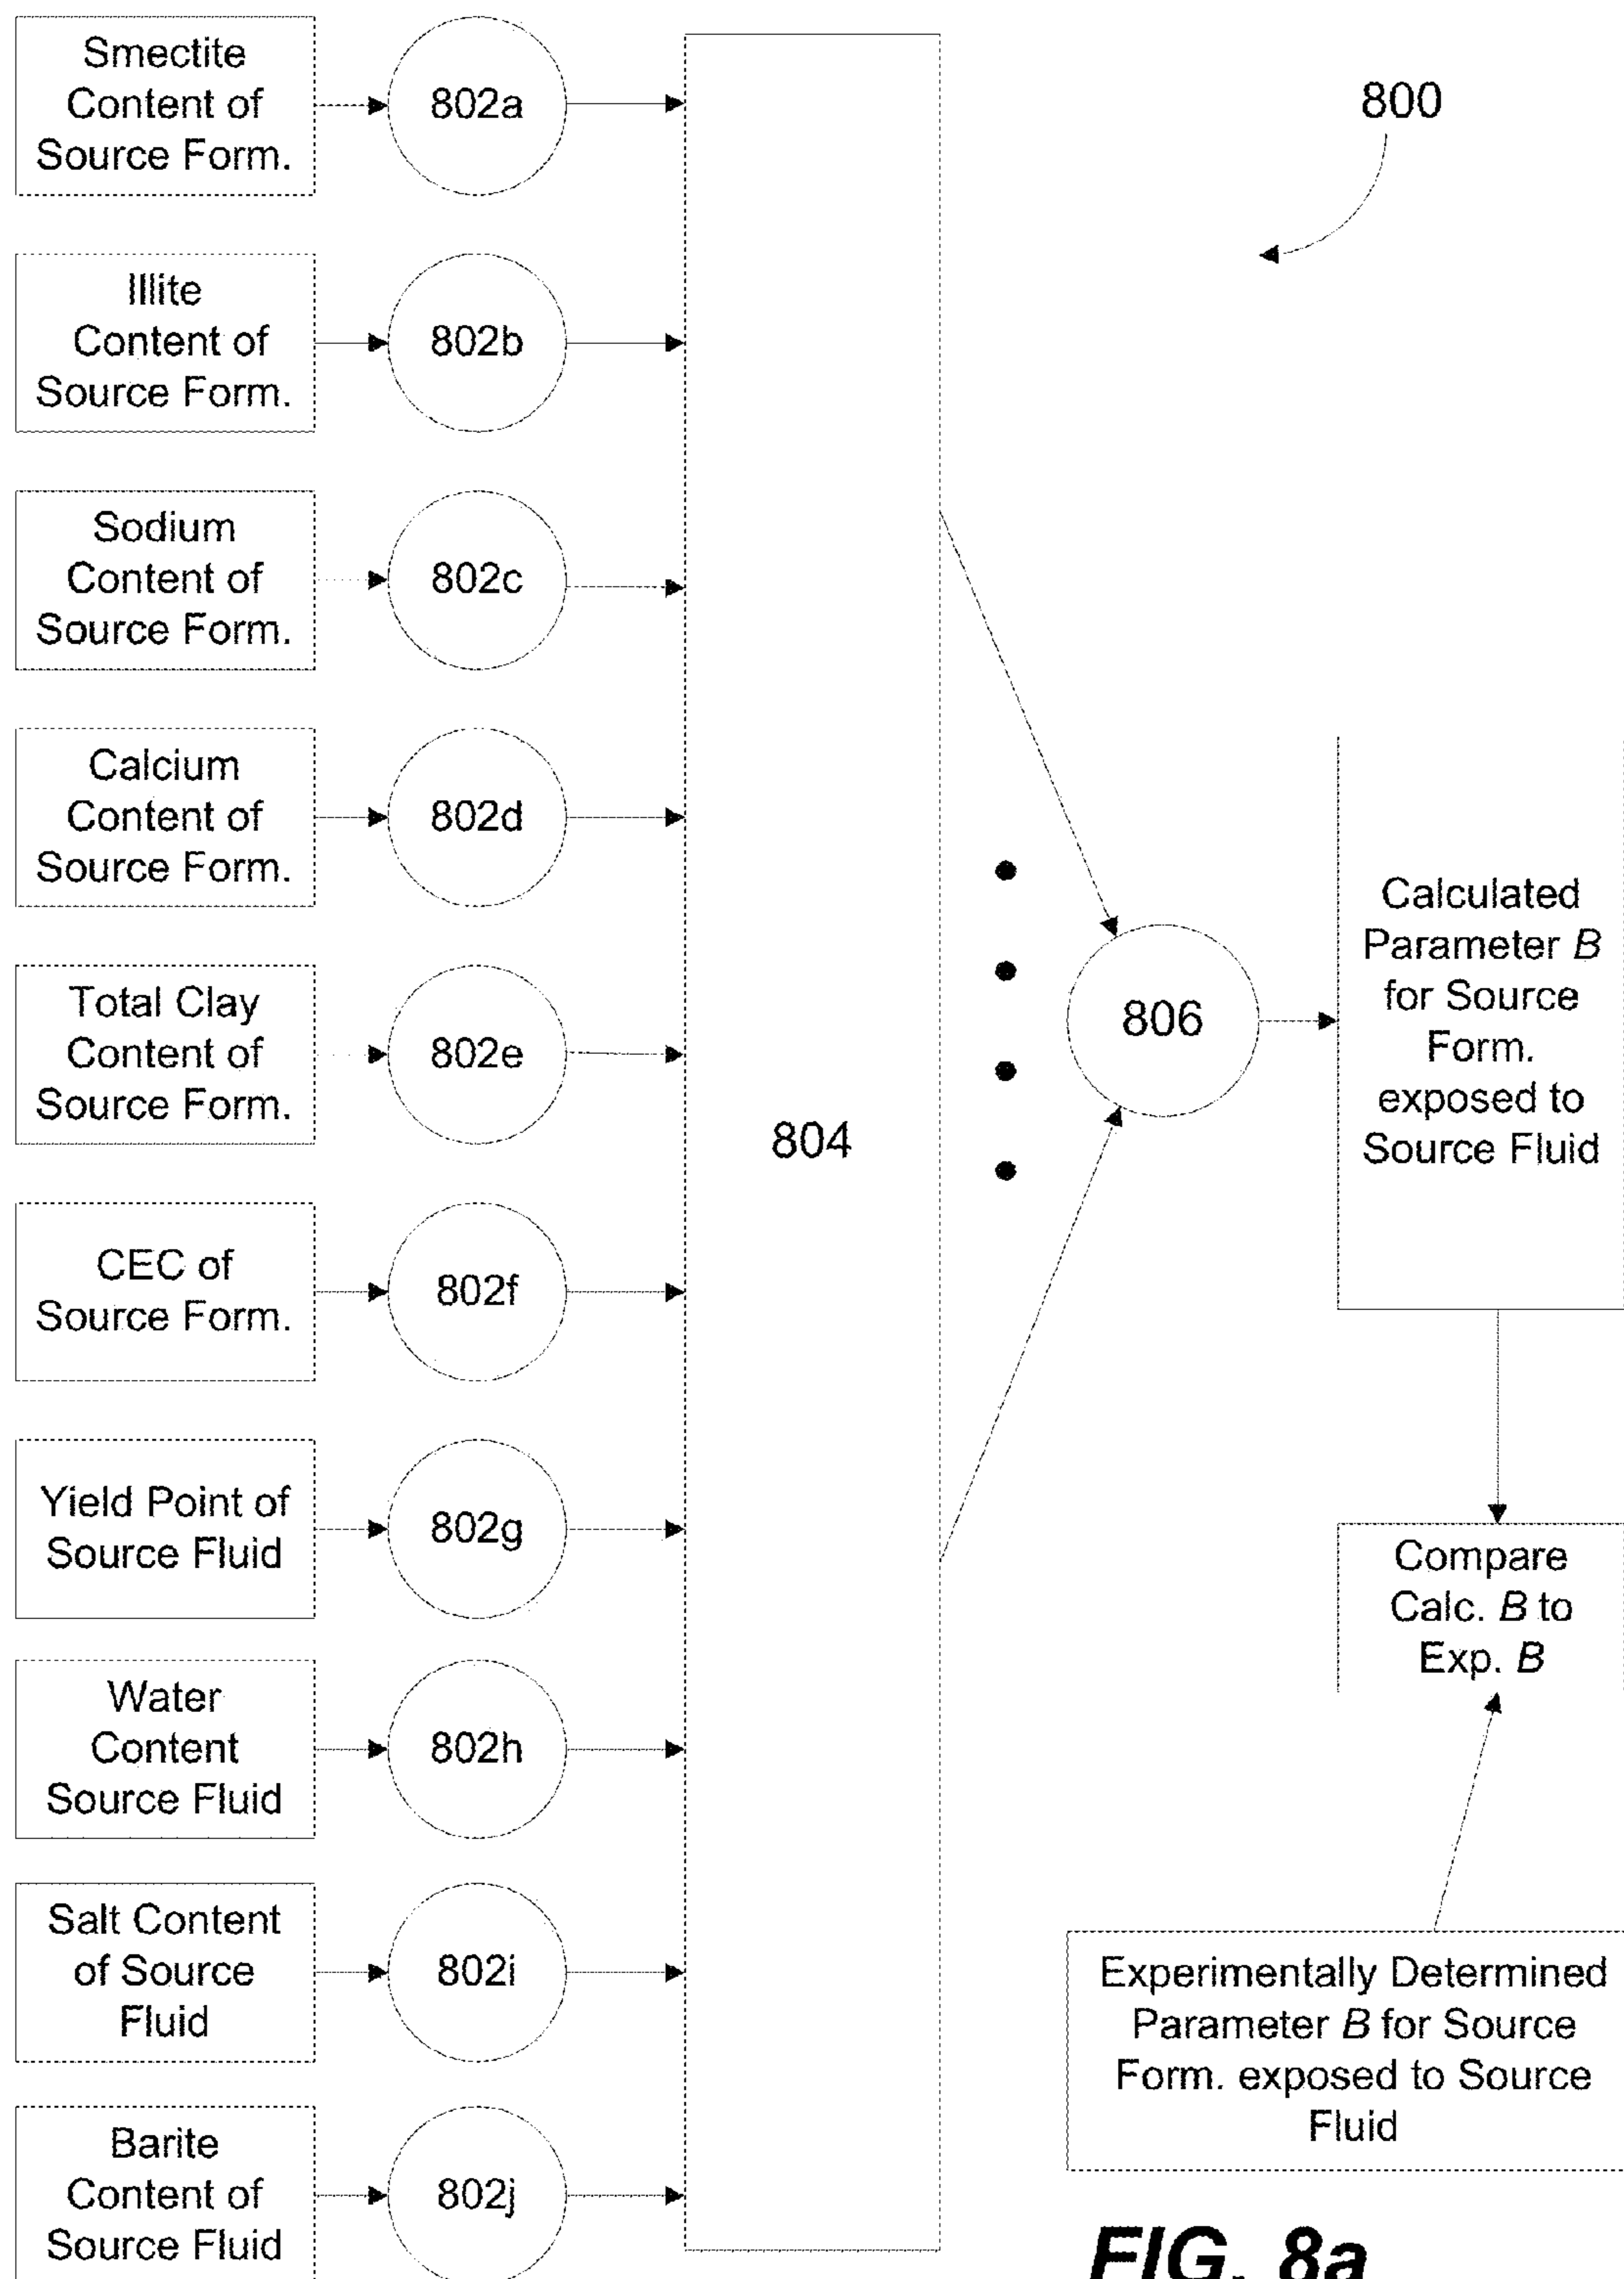 Smectite
Content of
Source Form.
802a
800
Illite
Content of
Source Form.
802b
Sodium
Content of
Source Form.
802c
Calcium
Content of
Source Form.
802d
Total Clay
Content of
Source Form.
802e
CEC of
Source Form.
802f
Yield Point of
Source Fluid
802g
Water
Content
Source Fluid
802h
Salt Content
of Source
Fluid
802i
Barite
Content of
Source Fluid
802j
804
806
Calculated
Parameter B
for Source
Form.
exposed to
Source Fluid
Compare
Calc. B to
Exp. B
Experimentally Determined
Parameter B for Source
Form. exposed to Source
Fluid
FIG. 8a